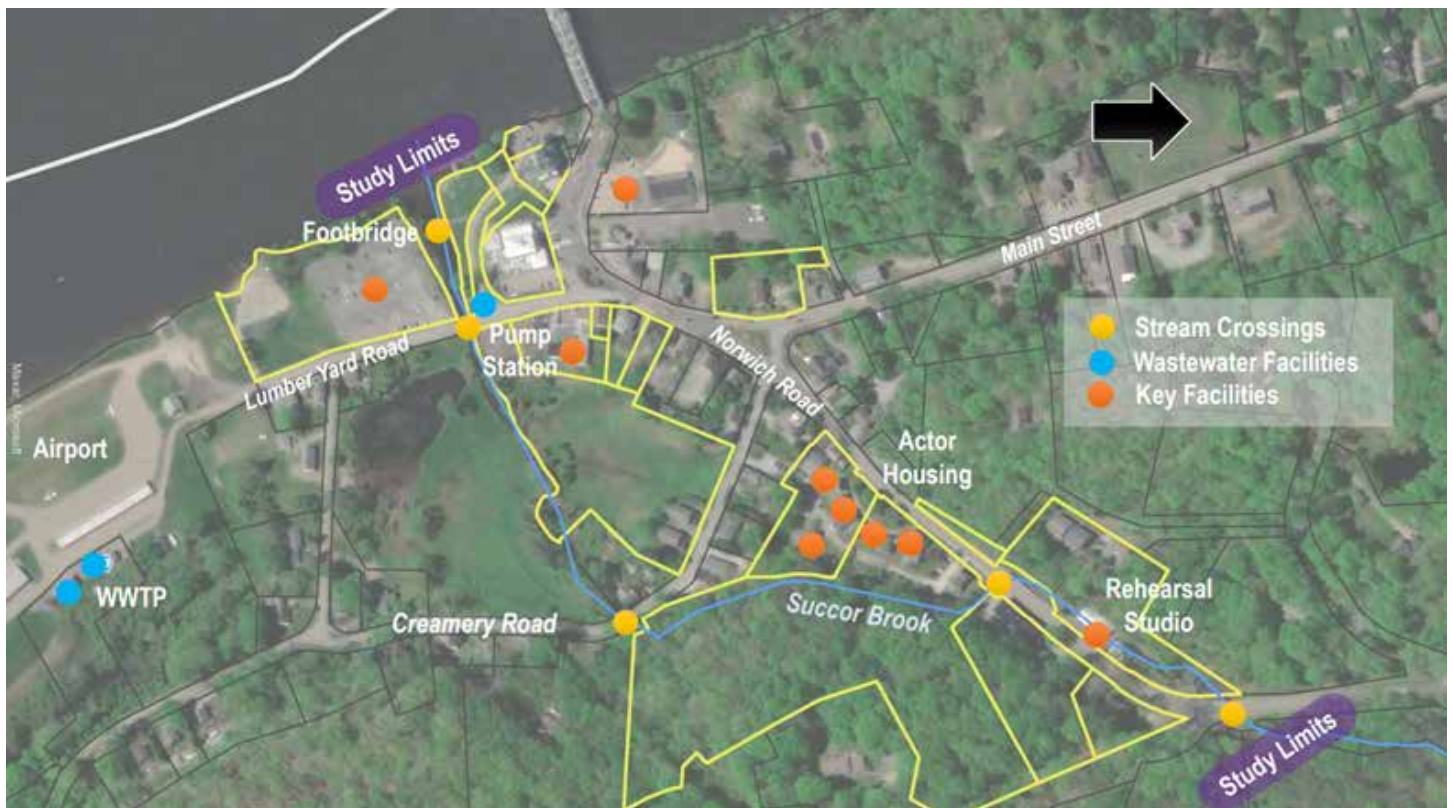 Study Limits
Footbridge
Main Street
Stream Crossings
Wastewater Facilities
Key Facilities
Pump
Station
Norwich Road
Lumber Yard Road
Airport
Actor
Housing
WWTP
Creamery Road
Succor Brook
Rehearsal
Studio
Study Limits